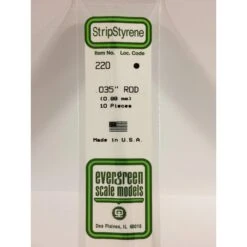 StripStyrene
Item No. Loc. Code
220
.035" ROD
(0.88 mm)
10 Pieces
Made in U.S.A.
evergreen
scale models
Des Plaines, IL 60018